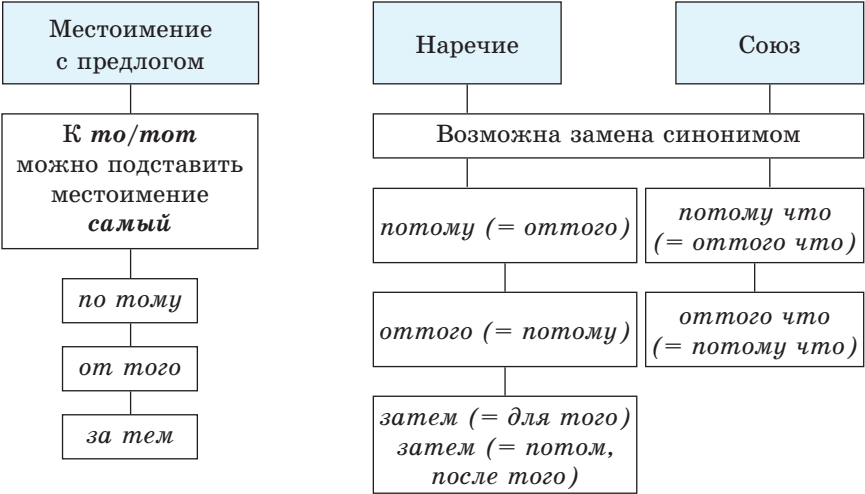 Местоимение
с предлогом
К то/тот
можно подставить
местоимение
самый
по тому
от того
за тем
Наречие
Союз
Возможна замена синонимом
потому (= оттого)
оттого (= потому)
затем (= для того)
затем (= потом,
после того)
потому что
(= оттого что)
оттого что
(= потому что)